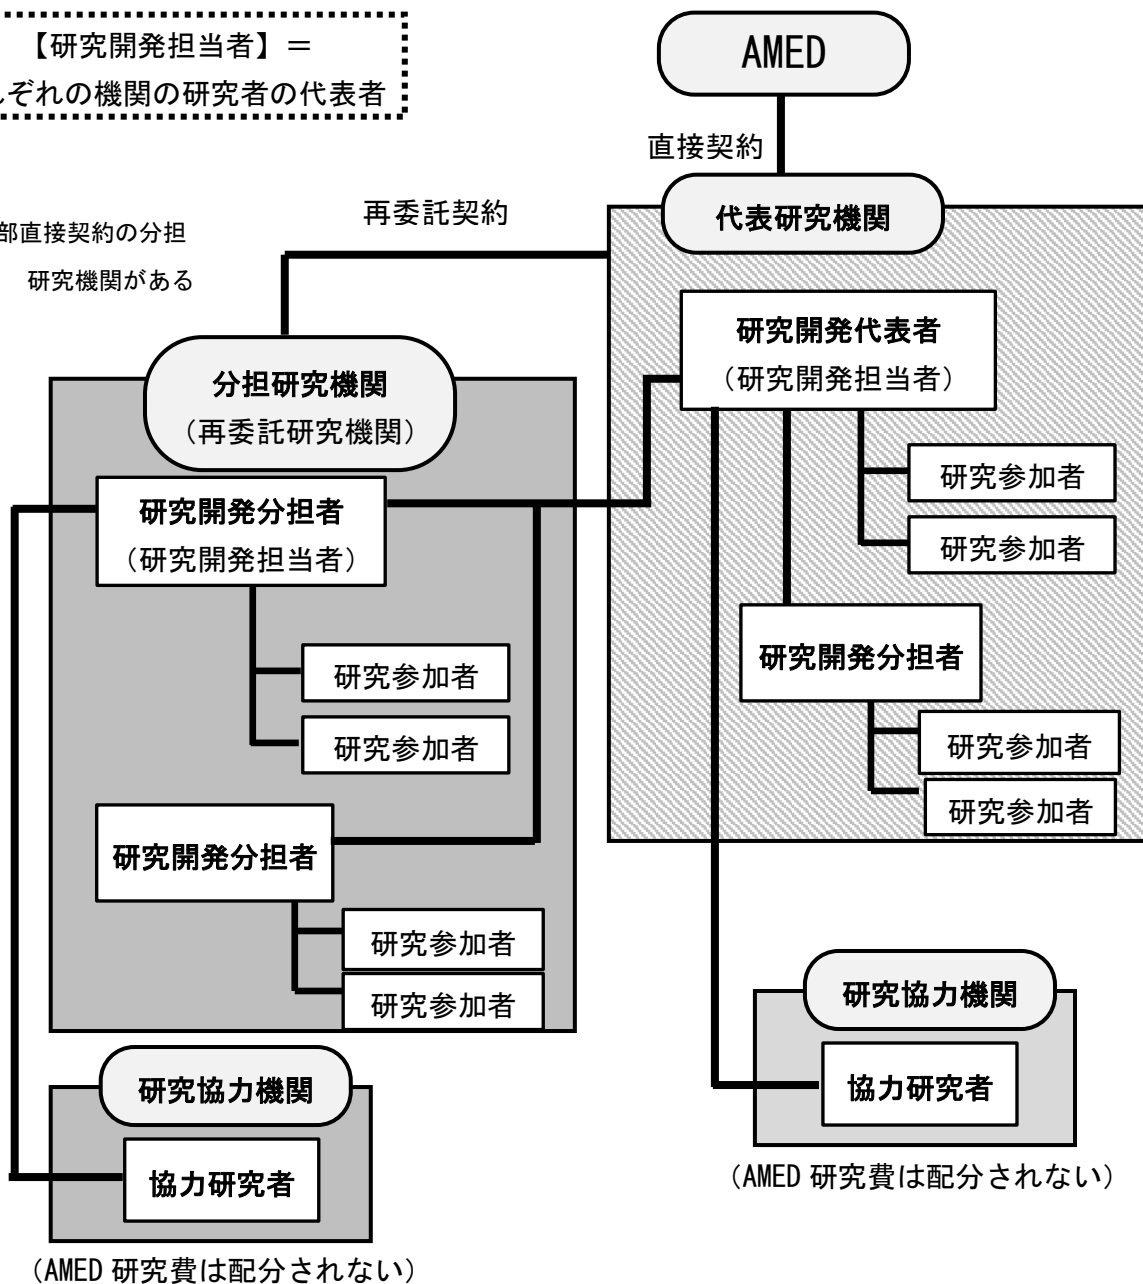 【研究開発担当者】＝
ぞれの機関の研究者の代表者
AMED
直接契約
再委託契約
代表研究機関
部直接契約の分担
研究機関がある
研究開発代表者
（研究開発担当者）
分担研究機関
（再委託研究機関）
研究参加者
研究参加者
研究開発分担者
（研究開発担当者）
研究開発分担者
研究参加者
研究参加者
研究参加者
研究参加者
研究開発分担者
研究参加者
研究参加者
研究協力機関
協力研究者
（AMED 研究費は配分されない）
研究協力機関
協力研究者
（AMED 研究費は配分されない）